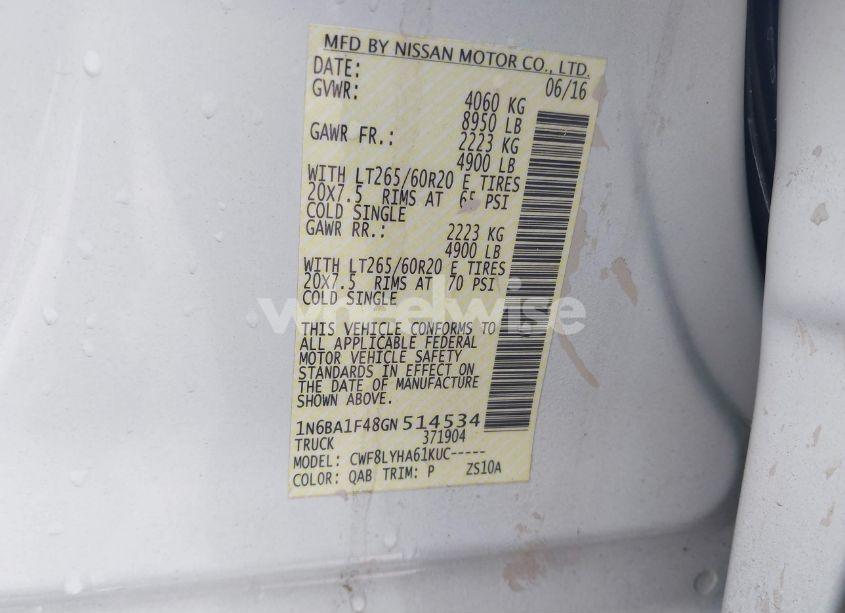 MFD BY NISSAN MOTOR CO., LTD.
DATE: 06/16
GVWR: 4060 KG
8950 LB
GAWR FR.: 2223 KG
4900 LB
WITH LT265/60R20 E TIRES
20X7.5 RIMS AT 65 PSI
COLD SINGLE
GAWR RR.: 2223 KG
4900 LB
WITH LT265/60R20 E TIRES
20X7.5 RIMS AT 70 PSI
COLD SINGLE
wheelwise
THIS VEHICLE CONFORMS TO
ALL APPLICABLE FEDERAL
MOTOR VEHICLE SAFETY
STANDARDS IN EFFECT ON
THE DATE OF MANUFACTURE
SHOWN ABOVE.
1N6BA1F48GN514534
TRUCK 371904
MODEL: CWF8LYHA61KUC-----
COLOR: QAB TRIM: P ZS10A